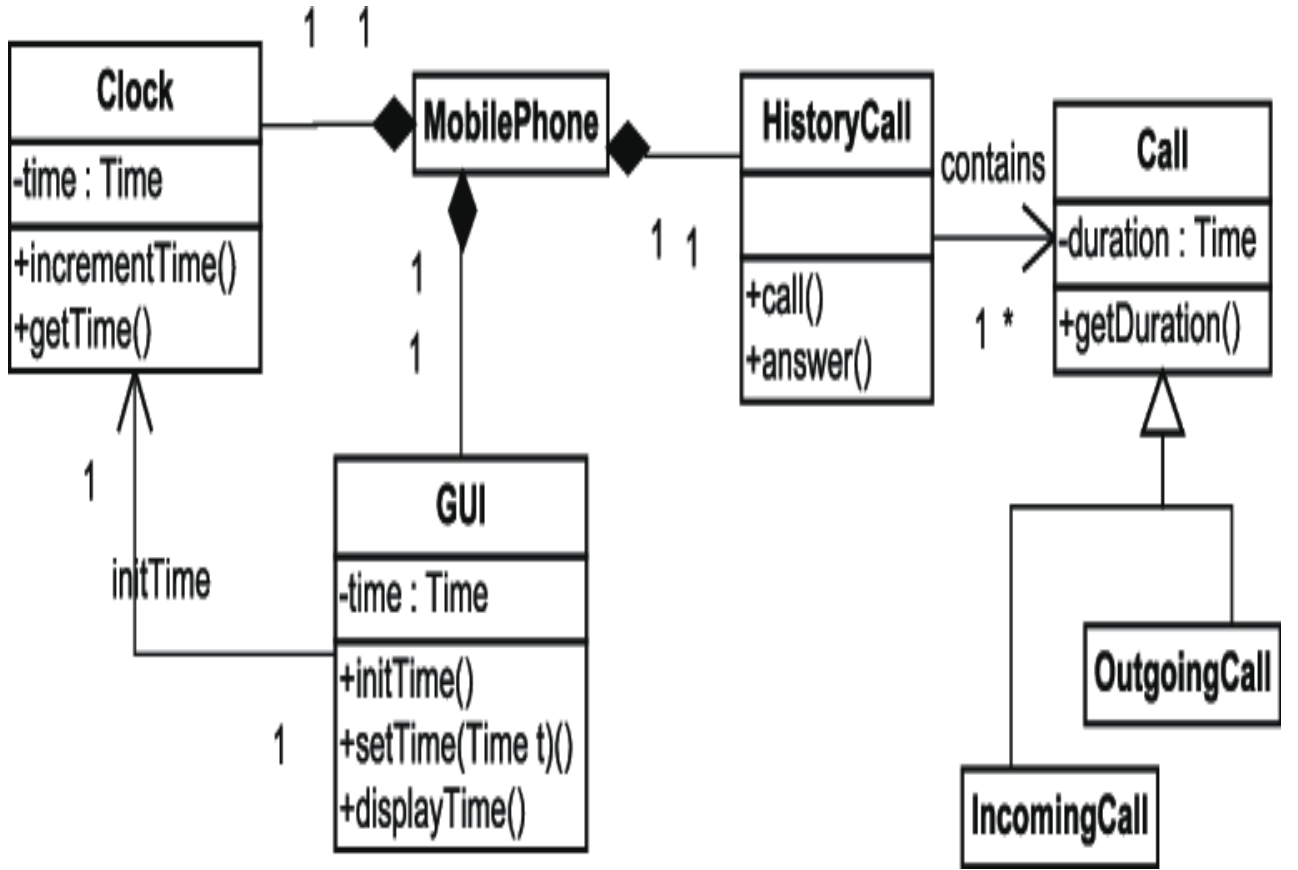 1 1
Clock
-time : Time
+incrementTime()
+getTime()
MobilePhone
1
1
HistoryCall
+call()
+answer()
1 1
contains
1 *
Call
-duration : Time
+getDuration()
1
initTime
1
GUI
-time : Time
+initTime()
+setTime(Time t)()
+displayTime()
OutgoingCall
IncomingCall